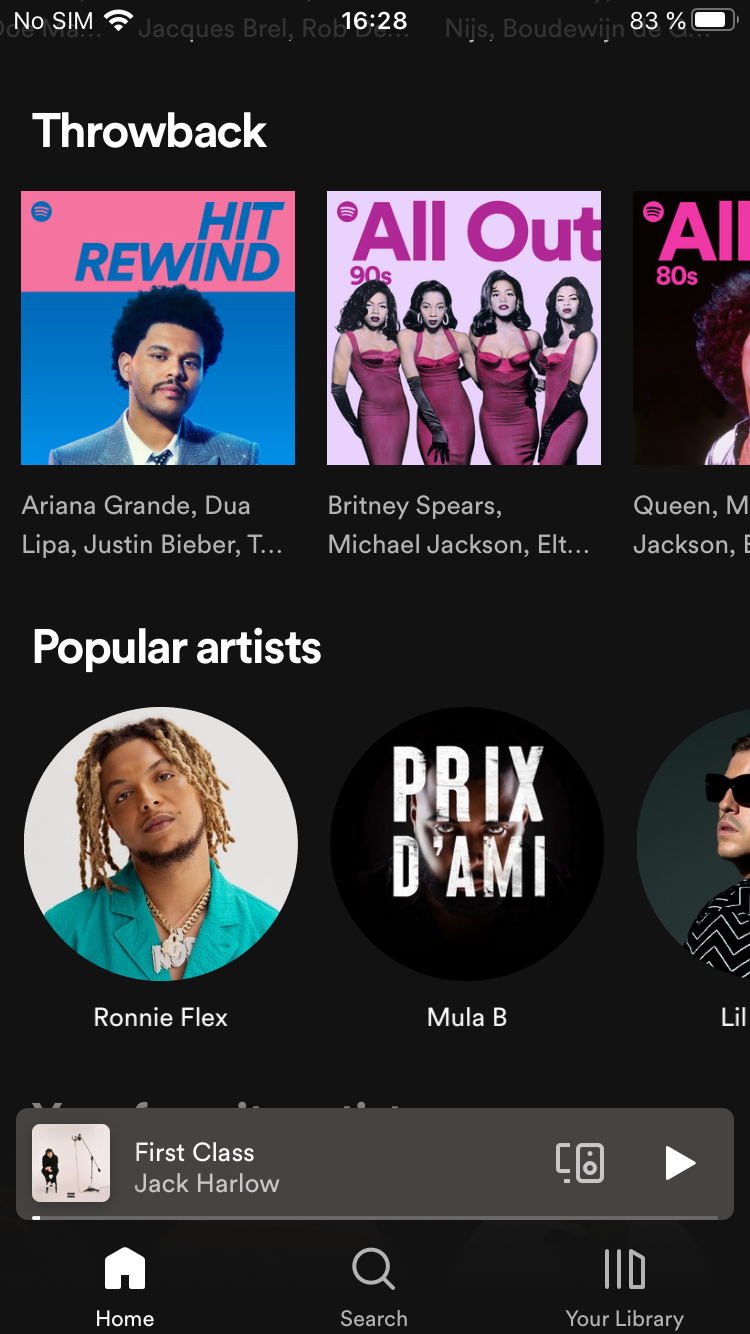 No SIM 16:28 83 %
Jacques Brel, Rob De... Nijs, Boudewijn de G...
Throwback
HIT
REWIND
All Out
90s
All
80s
Ariana Grande, Dua
Lipa, Justin Bieber, T...
Britney Spears,
Michael Jackson, Elt...
Queen, M
Jackson, E
Popular artists
PRIX
D'AMI
Ronnie Flex
Mula B
Lil
First Class
Jack Harlow
Home
Search
Your Library